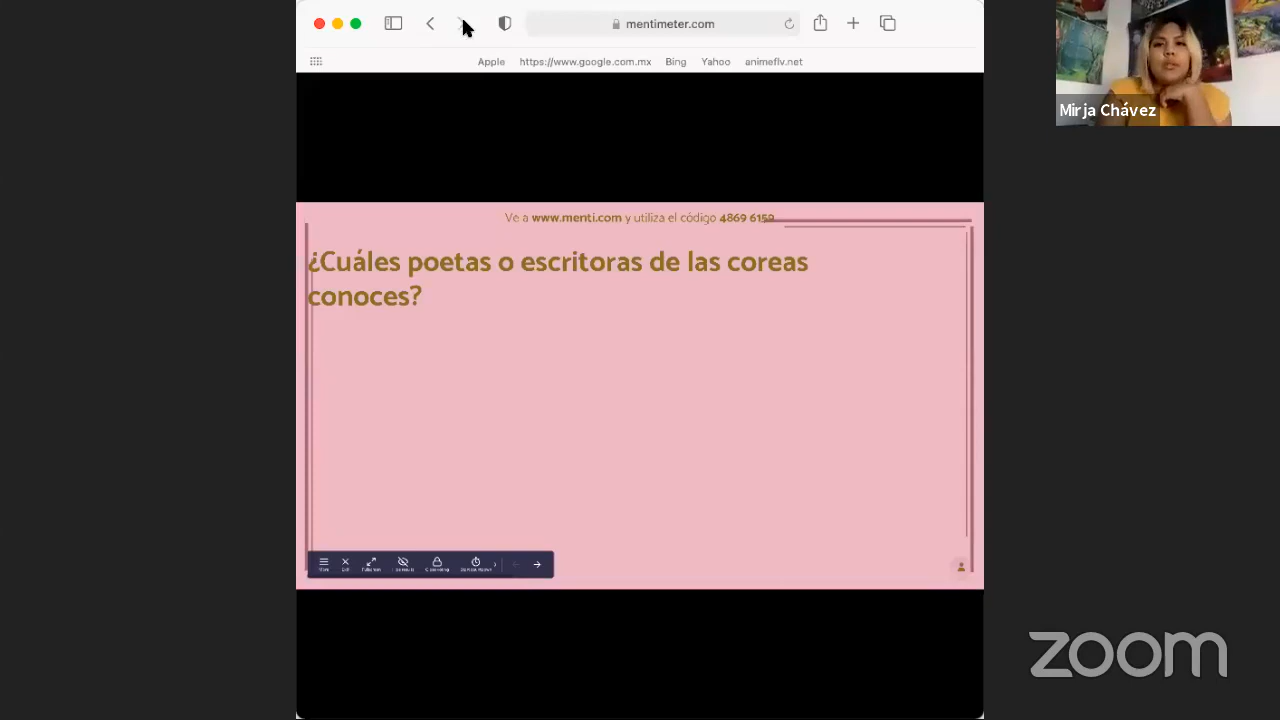 mentimeter.com
Apple https://www.google.com.mx Bing Yahoo animeflv.net
Mirja Chávez
Ve a www.menti.com y utiliza el código 4869 6159
¿Cuáles poetas o escritoras de las coreas
conoces?
zoom